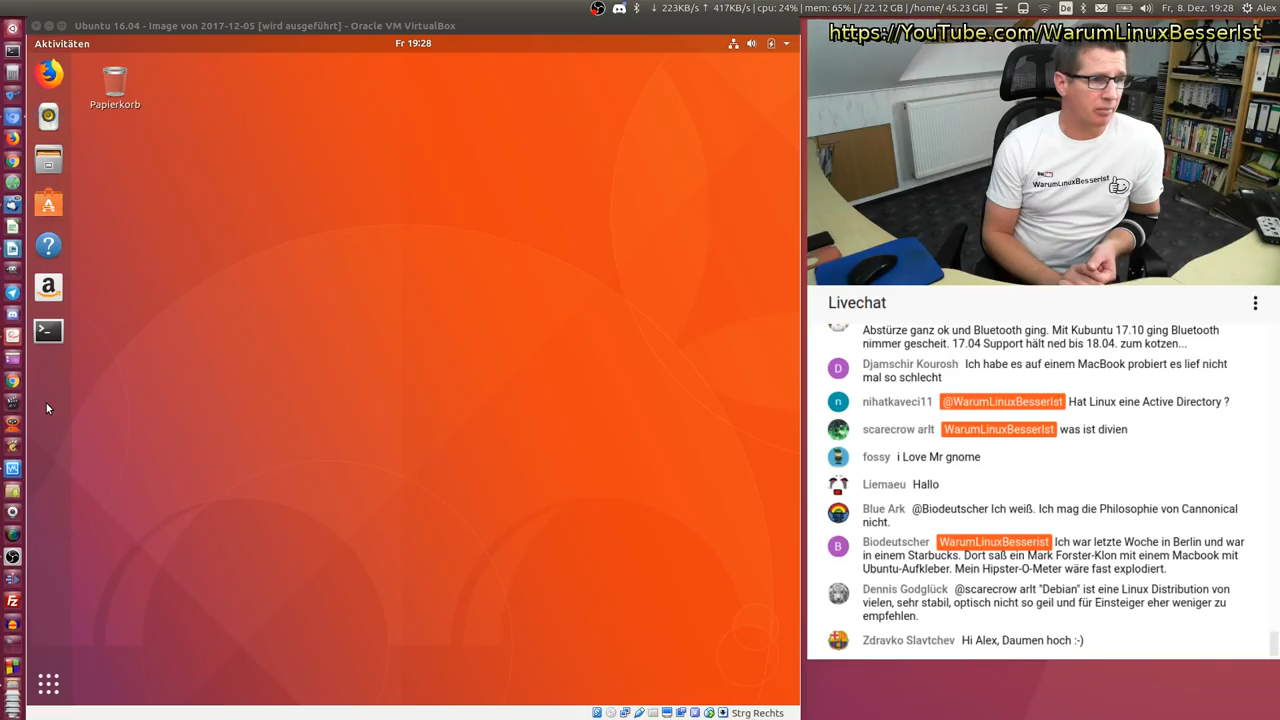 223KB/s 417KB/s cpu: 24% mem: 65% / 22.12 GB /home/ 45.23 GB De Fr, 8. Dez, 19:28 Alex
Ubuntu 16.04 - Image von 2017-12-05 [wird ausgeführt] - Oracle VM VirtualBox
https://YouTube.com/WarumLinuxBesserIst
Aktivitäten Fr 19:28
Papierkorb
WarumLinuxBesserIst
Livechat
Abstürze ganz ok und Bluetooth ging. Mit Kubuntu 17.10 ging Bluetooth
nimmer gescheit. 17.04 Support hält ned bis 18.04. zum kotzen...
Djamschir Kourosh Ich habe es auf einem MacBook probiert es lief nicht
mal so schlecht
nihatkaveci11 @WarumLinuxBesserIst Hat Linux eine Active Directory ?
scarecrow arlt WarumLinuxBesserIst was ist divien
fossy i Love Mr gnome
Liemaeu Hallo
Blue Ark @Biodeutscher Ich weiß. Ich mag die Philosophie von Cannonical
nicht.
Biodeutscher WarumLinuxBesserist Ich war letzte Woche in Berlin und war
in einem Starbucks. Dort saß ein Mark Forster-Klon mit einem Macbook mit
Ubuntu-Aufkleber. Mein Hipster-O-Meter wäre fast explodiert.
Dennis Godglück @scarecrow arlt "Debian" ist eine Linux Distribution von
vielen, sehr stabil, optisch nicht so geil und für Einsteiger eher weniger zu
empfehlen.
Zdravko Slavtchev Hi Alex, Daumen hoch :-)
Strg Rechts